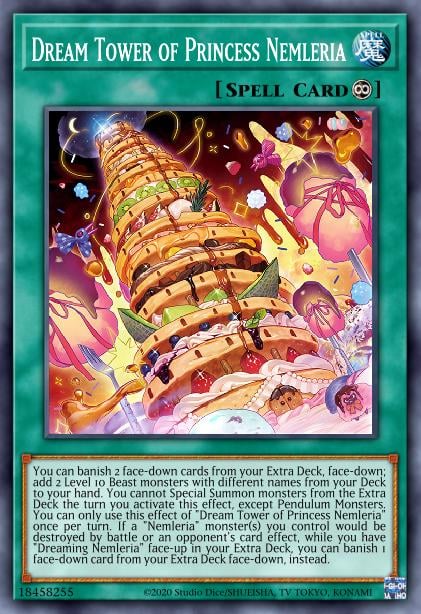 DREAM TOWER OF PRINCESS NEMLERIA
SPELL
魔
[SPELL CARD]
You can banish 2 face-down cards from your Extra Deck, face-down;
add 2 Level 10 Beast monsters with different names from your Deck
to your hand. You cannot Special Summon monsters from the Extra
Deck the turn you activate this effect, except Pendulum Monsters.
You can only use this effect of "Dream Tower of Princess Nemleria"
once per turn. If a "Nemleria" monster(s) you control would be
destroyed by battle or an opponent's card effect, while you have
"Dreaming Nemleria" face-up in your Extra Deck, you can banish 1
face-down card from your Extra Deck face-down, instead.
18458255
©2020 Studio Dice/SHUEISHA, TV TOKYO, KONAMI